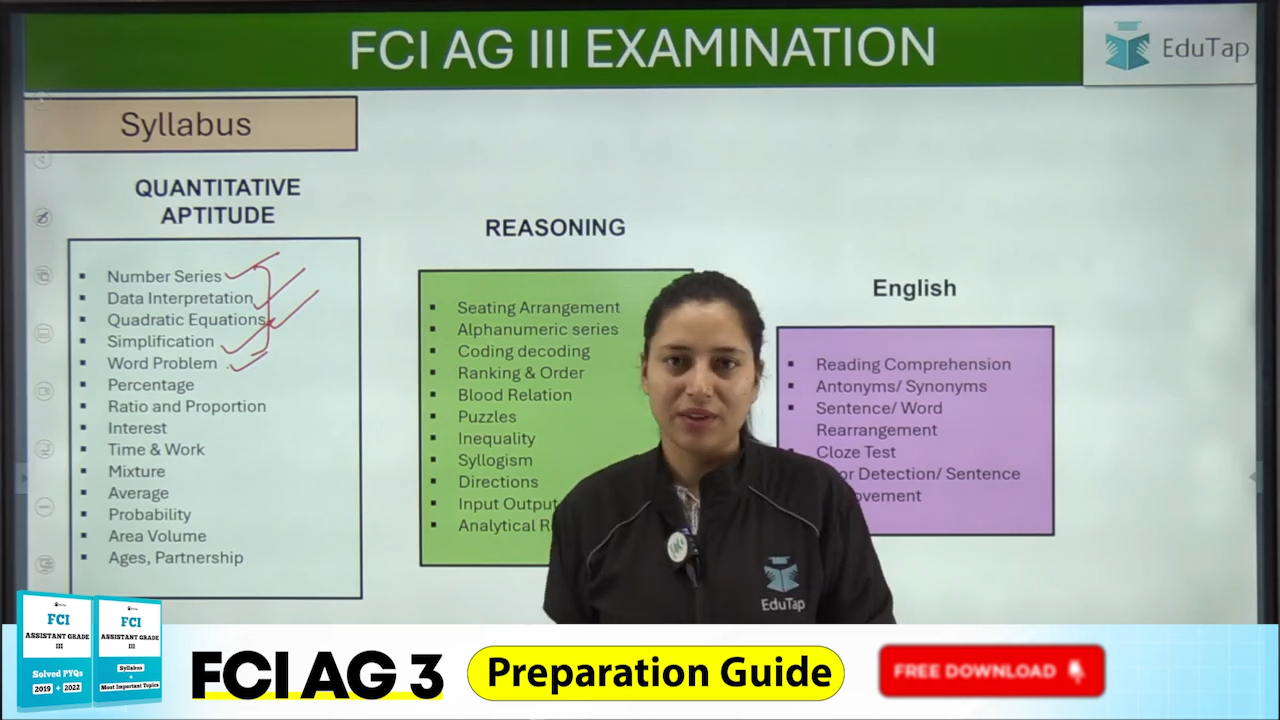 FCI AG III EXAMINATION
EduTap
Syllabus
QUANTITATIVE
APTITUDE
Number Series
Data Interpretation
Quadratic Equations
Simplification
Word Problem
Percentage
Ratio and Proportion
Interest
Time & Work
Mixture
Average
Probability
Area Volume
Ages, Partnership
REASONING
Seating Arrangement
Alphanumeric series
Coding decoding
Ranking & Order
Blood Relation
Puzzles
Inequality
Syllogism
Directions
Input Output
Analytical
English
Reading Comprehension
Antonyms/ Synonyms
Sentence/ Word
Rearrangement
Cloze Test
Detection/ Sentence
EduTap
FCI
ASSISTANT GRADE
III
Solved PYQs
2019 + 2022
FCI
ASSISTANT GRADE
III
Syllabus
+
Most Important Topics
FCI AG 3
Preparation Guide
FREE DOWNLOAD